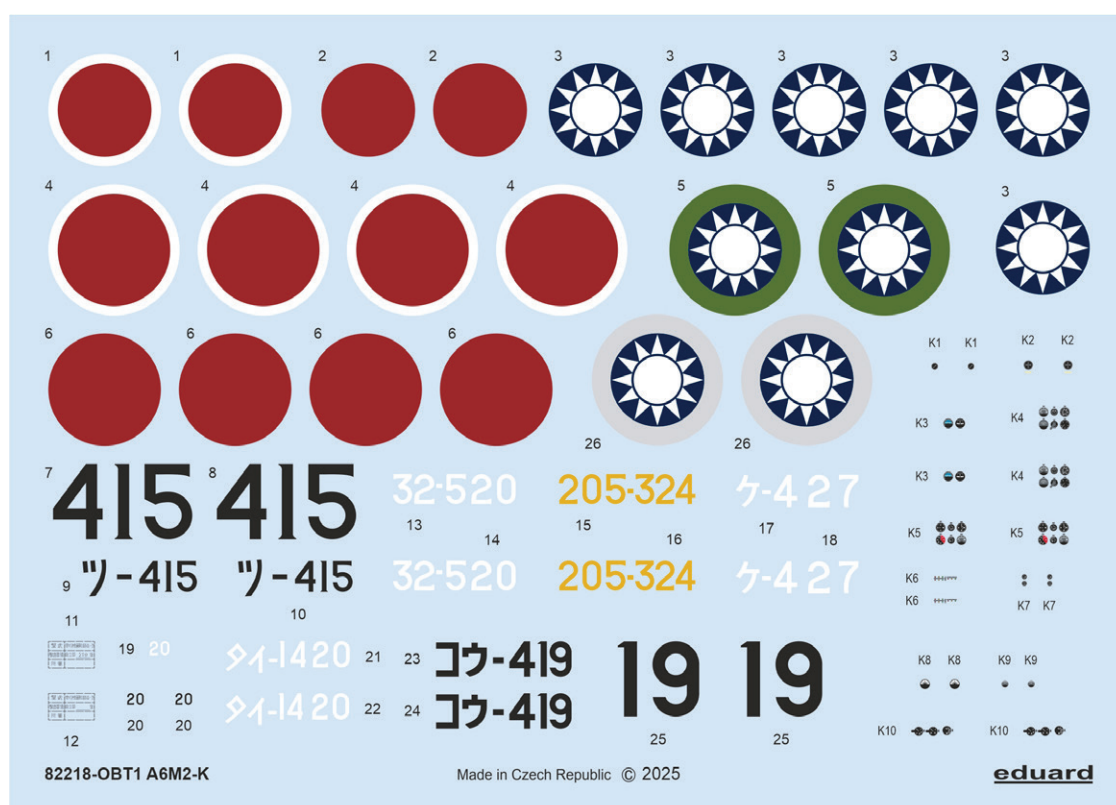 1 1 2 2 3 3 3 3 3
4 4 4 4 5 5 3
6 6 6 6
K1 K1 K2 K2
26 26
K3 K4
7 415 8 415
32-520 205-324 ケ-427
K3 K4
13 14 15 16 17 18
K5 K5
9 ツ-415 ツ-415
32-520 205-324 ケ-427
K6
K6
K7 K7
11 10
19 20
タイ-1420 21 23 コウ-419
19 19
K8 K8 K9 K9
20 20
タイ-1420 22 24 コウ-419
20 20
K10 K10
12 25 25
82218-OBT1 A6M2-K
Made in Czech Republic © 2025
eduard